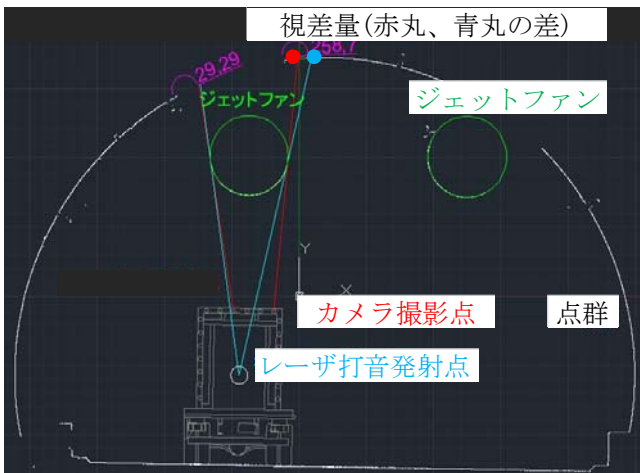 視差量(赤丸、青丸の差)
29,29
258,7
ジェットファン
ジェットファン
Y
X
カメラ撮影点
点群
レーザ打音発射点